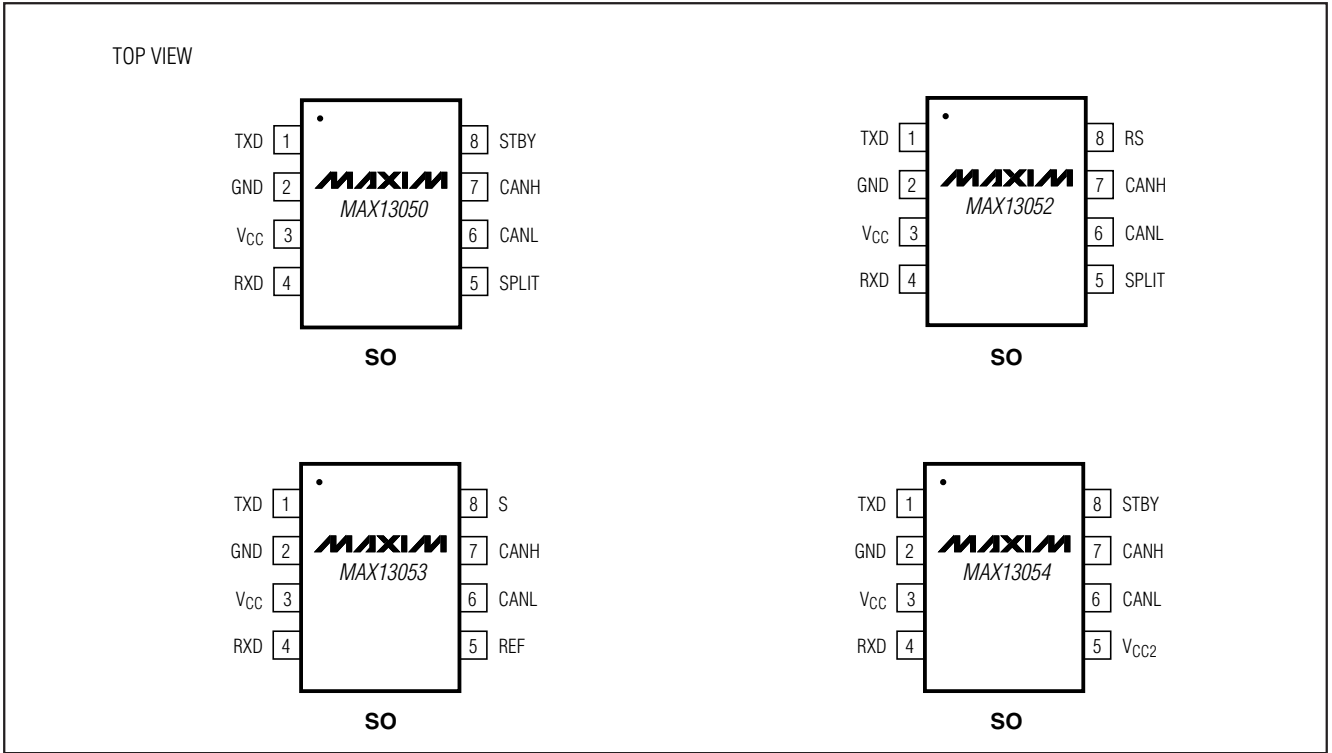 TOP VIEW
TXD 1
8 STBY
GND 2
MAXIM
7 CANH
MAX13050
VCC 3
6 CANL
RXD 4
5 SPLIT
SO
TXD 1
8 RS
GND 2
MAXIM
7 CANH
MAX13052
VCC 3
6 CANL
RXD 4
5 SPLIT
SO
TXD 1
8 S
GND 2
MAXIM
7 CANH
MAX13053
VCC 3
6 CANL
RXD 4
5 REF
SO
TXD 1
8 STBY
GND 2
MAXIM
7 CANH
MAX13054
VCC 3
6 CANL
RXD 4
5 VCC2
SO